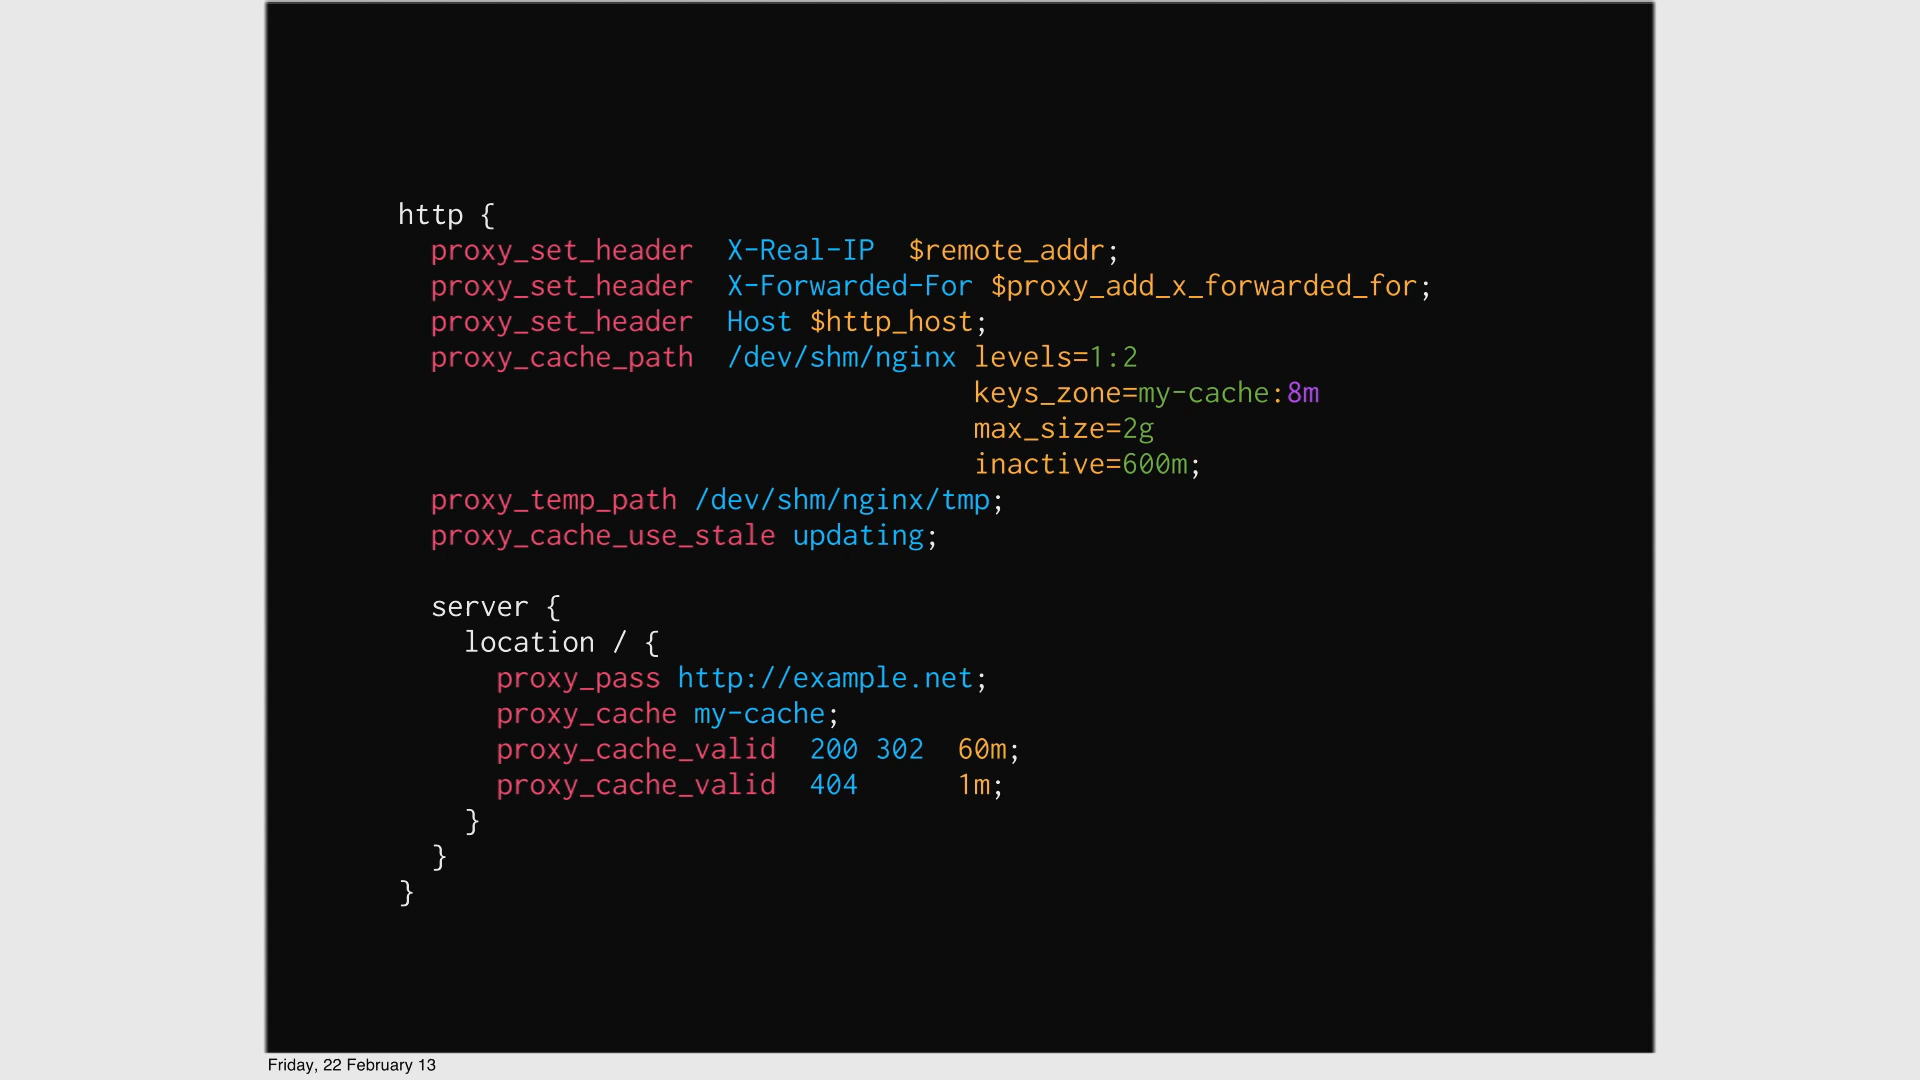 http {
  proxy_set_header  X-Real-IP  $remote_addr;
  proxy_set_header  X-Forwarded-For $proxy_add_x_forwarded_for;
  proxy_set_header  Host $http_host;
  proxy_cache_path  /dev/shm/nginx levels=1:2
                                   keys_zone=my-cache:8m
                                   max_size=2g
                                   inactive=600m;
  proxy_temp_path /dev/shm/nginx/tmp;
  proxy_cache_use_stale updating;

  server {
    location / {
      proxy_pass http://example.net;
      proxy_cache my-cache;
      proxy_cache_valid  200 302  60m;
      proxy_cache_valid  404      1m;
    }
  }
}
Friday, 22 February 13